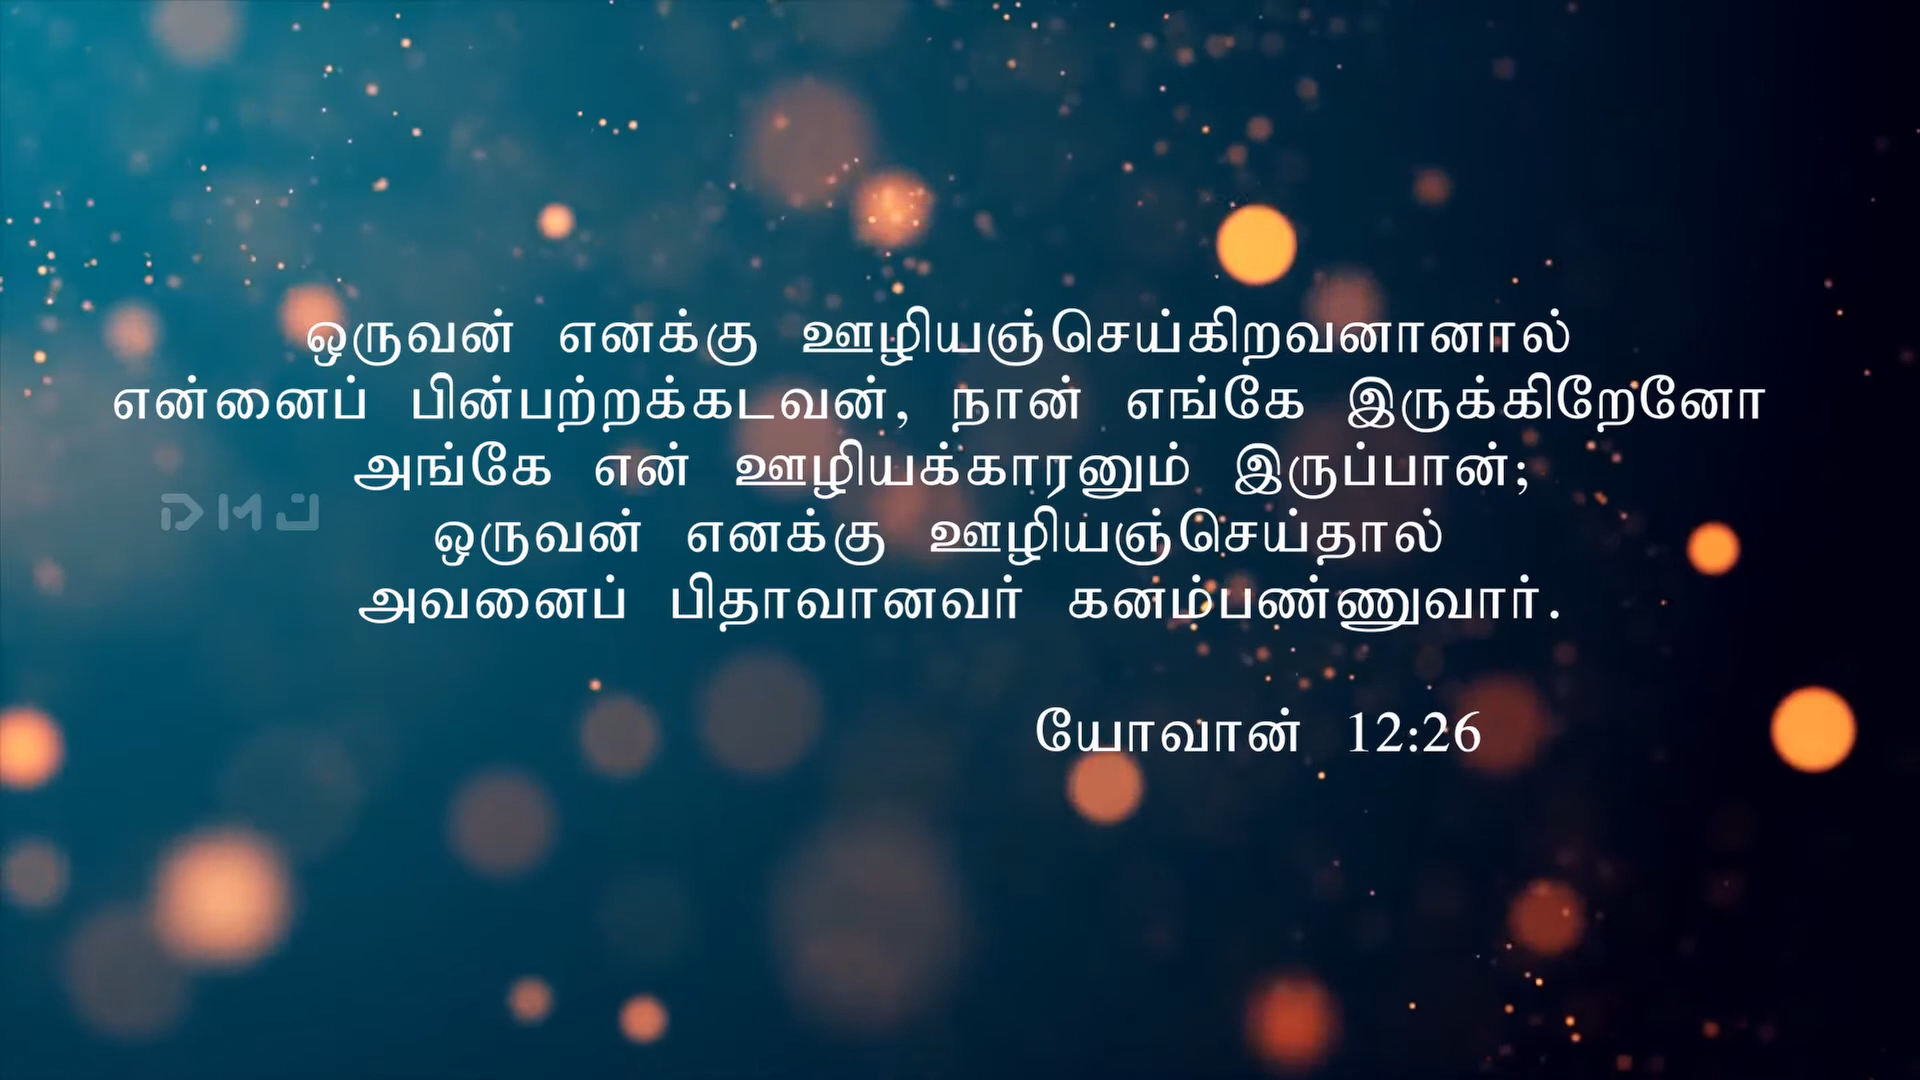 ஒருவன் எனக்கு ஊழியஞ்செய்கிறவனானால்
என்னைப் பின்பற்றக்கடவன், நான் எங்கே இருக்கிறேனோ
அங்கே என் ஊழியக்காரனும் இருப்பான்;
DMJ
ஒருவன் எனக்கு ஊழியஞ்செய்தால்
அவனைப் பிதாவானவர் கனம்பண்ணுவார்.
யோவான் 12:26